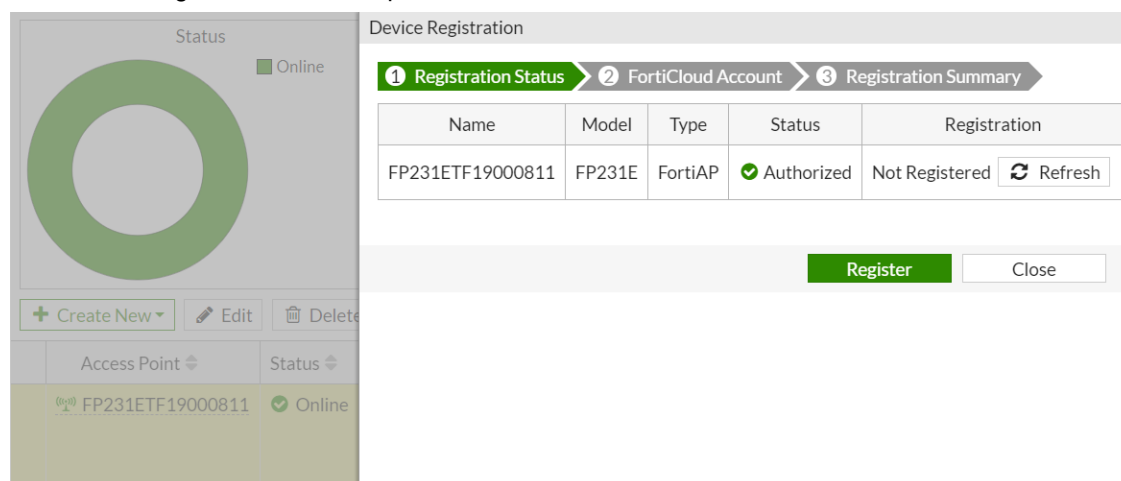 Status
Online
Create New
Edit
Delete
Access Point
Status
FP231ETF19000811
Online
Device Registration
1 Registration Status
2 FortiCloud Account
3 Registration Summary
Name Model Type Status Registration
FP231ETF19000811 FP231E FortiAP Authorized Not Registered Refresh
Register Close